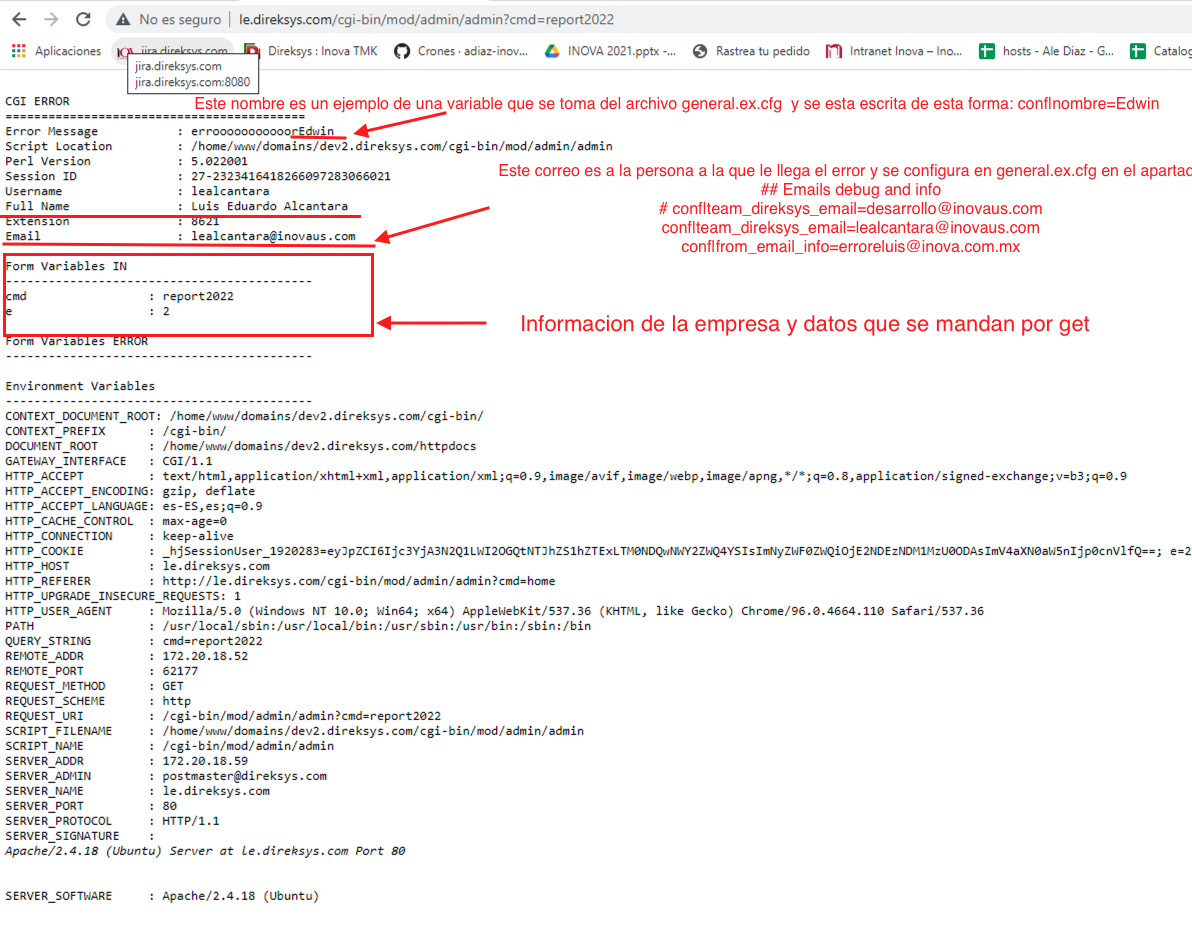 No es seguro | le.direksys.com/cgi-bin/mod/admin/admin?cmd=report2022
Aplicaciones jira.direksys.com Direksys : Inova TMK Crones · adiaz-inov... INOVA 2021.pptx -... Rastrea tu pedido Intranet Inova – Ino... hosts - Ale Diaz - G... Catalog
jira.direksys.com
jira.direksys.com:8080
CGI ERROR
Este nombre es un ejemplo de una variable que se toma del archivo general.ex.cfg y se esta escrita de esta forma: conf|nombre=Edwin
==========================================
Error Message : errooooooooooorEdwin
Script Location : /home/www/domains/dev2.direksys.com/cgi-bin/mod/admin/admin
Perl Version : 5.022001
Session ID : 27-2323416418266097283066021
Username : lealcantara
Full Name : Luis Eduardo Alcantara
Extension : 8621
Email : lealcantara@inovaus.com
Este correo es a la persona a la que le llega el error y se configura en general.ex.cfg en el apartad
## Emails debug and info
# conf|team_direksys_email=desarrollo@inovaus.com
conf|team_direksys_email=lealcantara@inovaus.com
conf|from_email_info=erroreluis@inova.com.mx
Form Variables IN
-------------------------------------------
cmd : report2022
e : 2
Informacion de la empresa y datos que se mandan por get
Form Variables ERROR
-------------------------------------------
Environment Variables
-------------------------------------------
CONTEXT_DOCUMENT_ROOT: /home/www/domains/dev2.direksys.com/cgi-bin/
CONTEXT_PREFIX : /cgi-bin/
DOCUMENT_ROOT : /home/www/domains/dev2.direksys.com/httpdocs
GATEWAY_INTERFACE : CGI/1.1
HTTP_ACCEPT : text/html,application/xhtml+xml,application/xml;q=0.9,image/avif,image/webp,image/apng,*/*;q=0.8,application/signed-exchange;v=b3;q=0.9
HTTP_ACCEPT_ENCODING: gzip, deflate
HTTP_ACCEPT_LANGUAGE: es-ES,es;q=0.9
HTTP_CACHE_CONTROL : max-age=0
HTTP_CONNECTION : keep-alive
HTTP_COOKIE : _hjSessionUser_1920283=eyJpZCI6Ijc3YjA3N2Q1LWI2OGQtNTJhZS1hZTExLTM0NDQwNWY2ZWQ4YSIsImNyZWF0ZWQiOjE2NDEzNDM1MzU0ODAsImV4aXN0aW5nIjp0cnVlfQ==; e=2
HTTP_HOST : le.direksys.com
HTTP_REFERER : http://le.direksys.com/cgi-bin/mod/admin/admin?cmd=home
HTTP_UPGRADE_INSECURE_REQUESTS: 1
HTTP_USER_AGENT : Mozilla/5.0 (Windows NT 10.0; Win64; x64) AppleWebKit/537.36 (KHTML, like Gecko) Chrome/96.0.4664.110 Safari/537.36
PATH : /usr/local/sbin:/usr/local/bin:/usr/sbin:/usr/bin:/sbin:/bin
QUERY_STRING : cmd=report2022
REMOTE_ADDR : 172.20.18.52
REMOTE_PORT : 62177
REQUEST_METHOD : GET
REQUEST_SCHEME : http
REQUEST_URI : /cgi-bin/mod/admin/admin?cmd=report2022
SCRIPT_FILENAME : /home/www/domains/dev2.direksys.com/cgi-bin/mod/admin/admin
SCRIPT_NAME : /cgi-bin/mod/admin/admin
SERVER_ADDR : 172.20.18.59
SERVER_ADMIN : postmaster@direksys.com
SERVER_NAME : le.direksys.com
SERVER_PORT : 80
SERVER_PROTOCOL : HTTP/1.1
SERVER_SIGNATURE :
Apache/2.4.18 (Ubuntu) Server at le.direksys.com Port 80
SERVER_SOFTWARE : Apache/2.4.18 (Ubuntu)